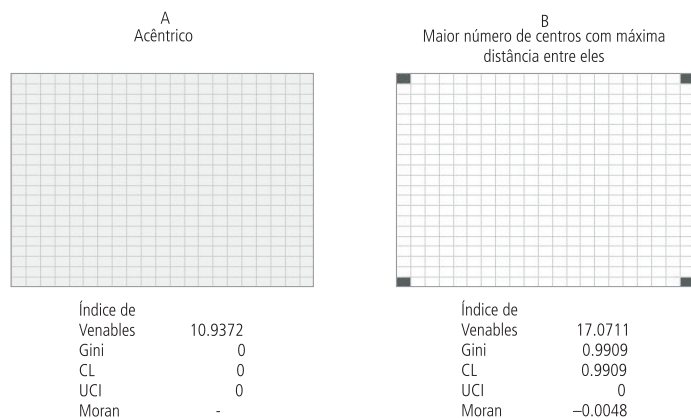 A
Acêntrico
Índice de
Venables 10.9372
Gini 0
CL 0
UCI 0
Moran -
B
Maior número de centros com máxima
distância entre eles
Índice de
Venables 17.0711
Gini 0.9909
CL 0.9909
UCI 0
Moran –0.0048